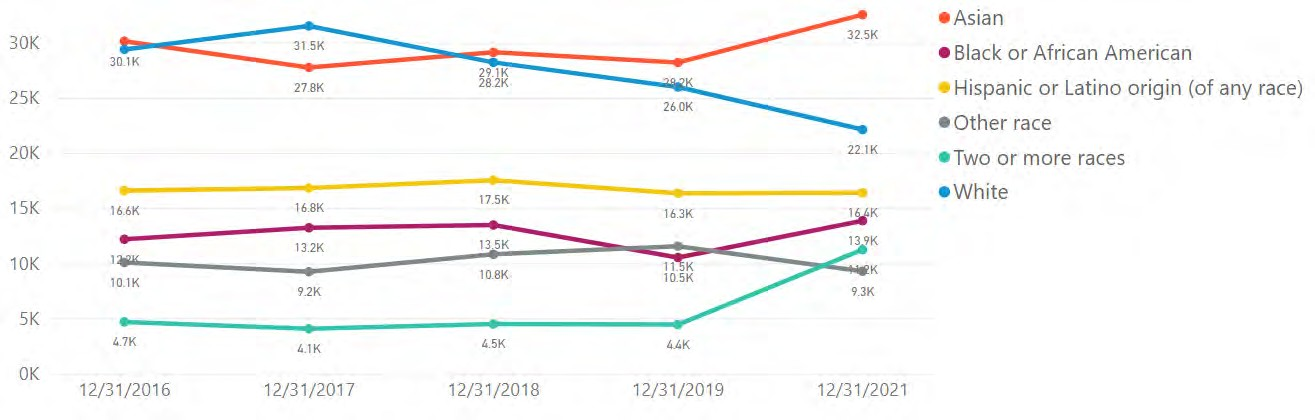 30K
25K
20K
15K
10K
5K
0K
30.1K
31.5K
27.8K
29.1K
28.2K
28.2K
26.0K
32.5K
22.1K
16.6K
16.8K
17.5K
16.3K
16.4K
12.2K
13.2K
13.5K
11.5K
10.5K
13.9K
11.2K
10.1K
9.2K
10.8K
9.3K
4.7K
4.1K
4.5K
4.4K
12/31/2016
12/31/2017
12/31/2018
12/31/2019
12/31/2021
Asian
Black or African American
Hispanic or Latino origin (of any race)
Other race
Two or more races
White